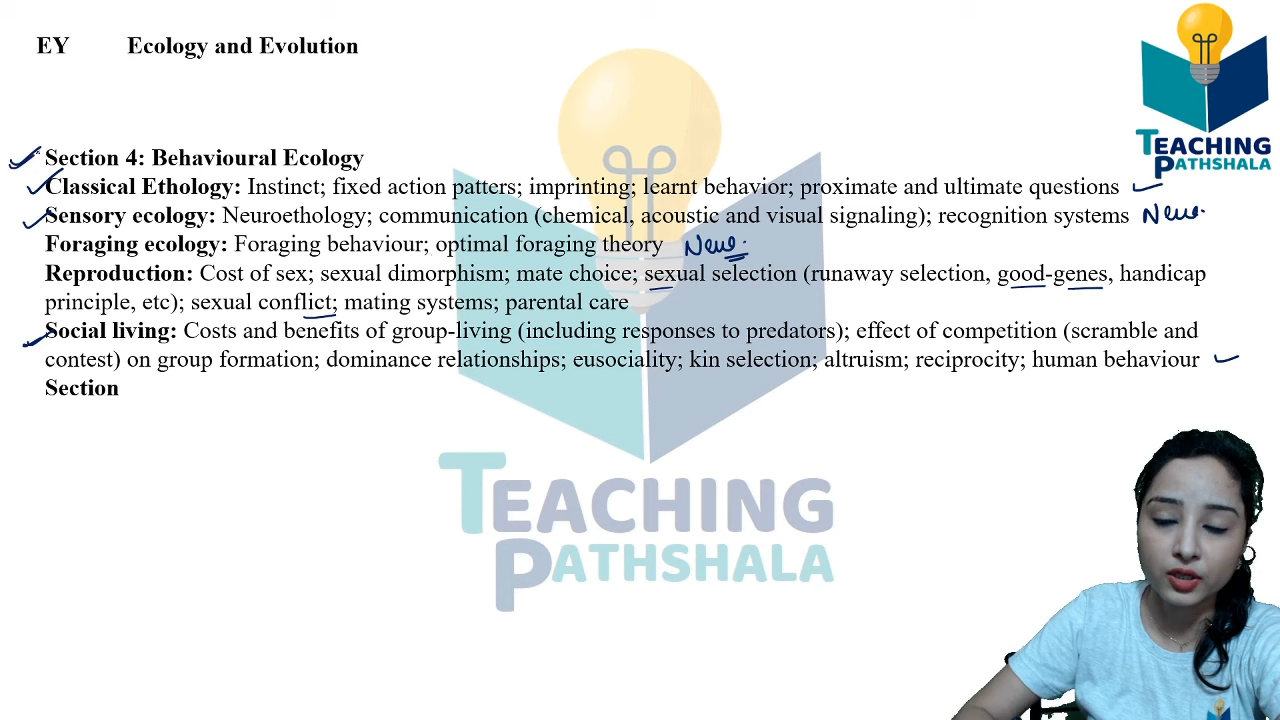 EY Ecology and Evolution
TEACHING
PATHSHALA
Section 4: Behavioural Ecology
Classical Ethology: Instinct; fixed action patters; imprinting; learnt behavior; proximate and ultimate questions
Sensory ecology: Neuroethology; communication (chemical, acoustic and visual signaling); recognition systems New
Foraging ecology: Foraging behaviour; optimal foraging theory New
Reproduction: Cost of sex; sexual dimorphism; mate choice; sexual selection (runaway selection, good-genes, handicap
principle, etc); sexual conflict; mating systems; parental care
Social living: Costs and benefits of group-living (including responses to predators); effect of competition (scramble and
contest) on group formation; dominance relationships; eusociality; kin selection; altruism; reciprocity; human behaviour
Section
TEACHING
PATHSHALA